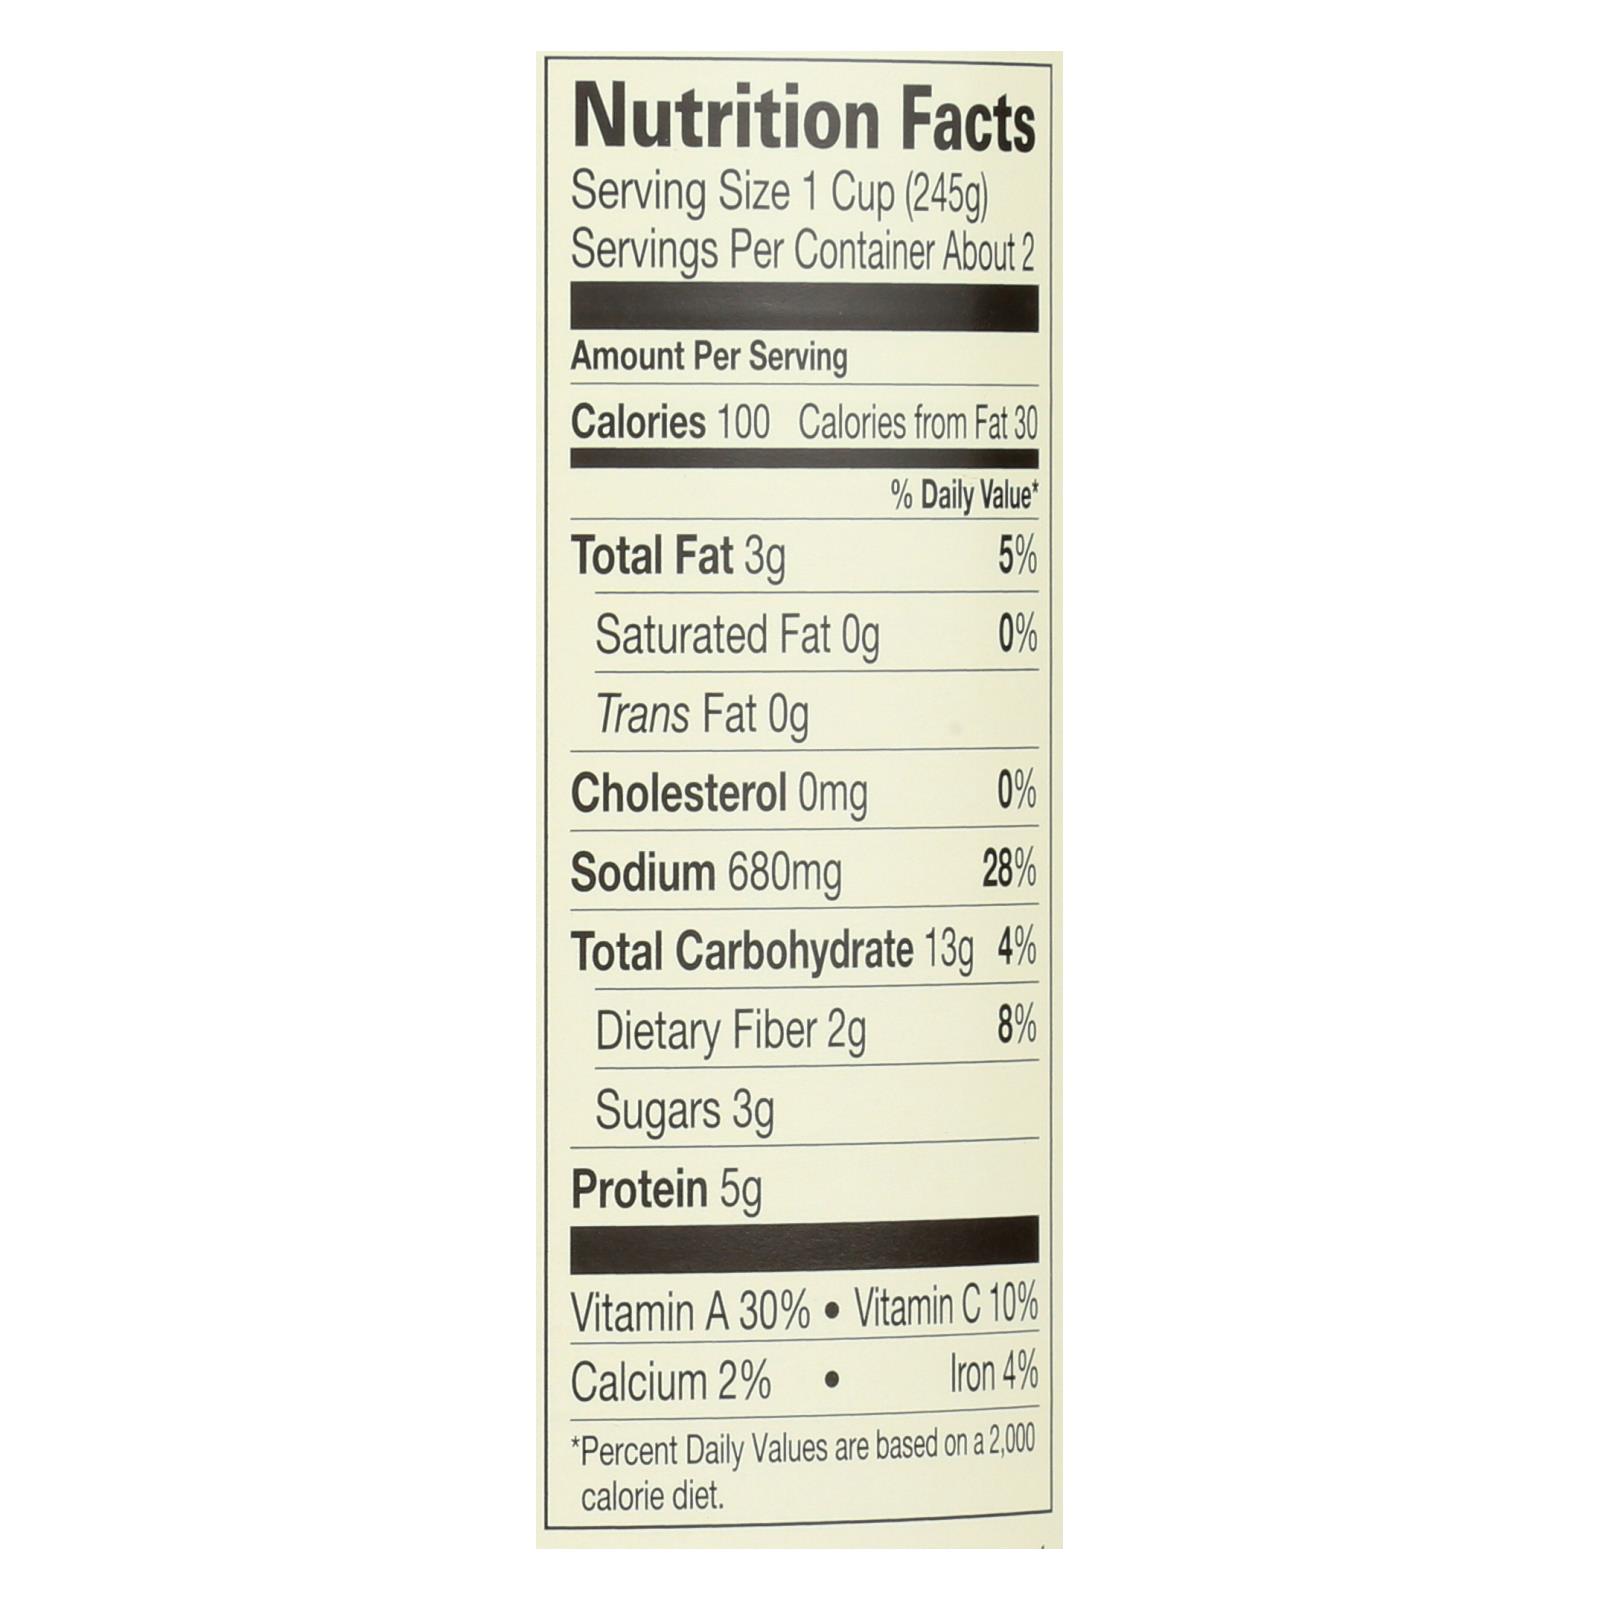 Nutrition Facts
Serving Size 1 Cup (245g)
Servings Per Container About 2
Amount Per Serving
Calories 100 Calories from Fat 30
% Daily Value*
Total Fat 3g 5%
Saturated Fat 0g 0%
Trans Fat 0g
Cholesterol 0mg 0%
Sodium 680mg 28%
Total Carbohydrate 13g 4%
Dietary Fiber 2g 8%
Sugars 3g
Protein 5g
Vitamin A 30% • Vitamin C 10%
Calcium 2% • Iron 4%
*Percent Daily Values are based on a 2,000
calorie diet.